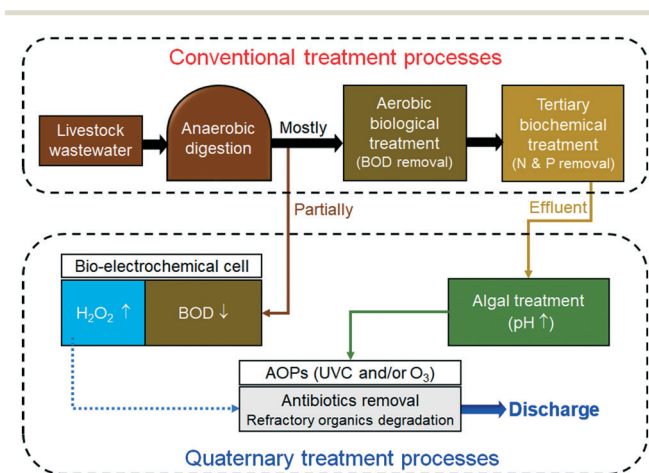 Conventional treatment processes
Livestock
wastewater
Anaerobic
digestion
Mostly
Aerobic
biological
treatment
(BOD removal)
Tertiary
biochemical
treatment
(N & P removal)
Partially
Effluent
Bio-electrochemical cell
H₂O₂ ↑
BOD ↓
Algal treatment
(pH ↑)
AOPs (UVC and/or O₃)
Antibiotics removal
Refractory organics degradation
Discharge
Quaternary treatment processes